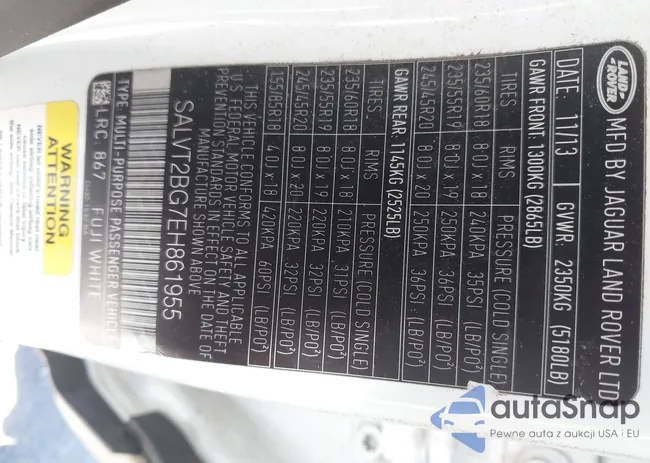 LAND
ROVER
MFD BY JAGUAR LAND ROVER LTD
DATE: 11/13 GVWR: 2350KG (5180LB)
GAWR FRONT: 1300KG (2865LB)
TIRES RIMS PRESSURE (COLD SINGLE)
235/60R18 8.0J x 18 240KPA 35PSI (LB/PO²)
235/55R19 8.0J x 19 250KPA 36PSI (LB/PO²)
245/45R20 8.0J x 20 250KPA 36PSI (LB/PO²)
GAWR REAR: 1145KG (2525LB)
TIRES RIMS PRESSURE (COLD SINGLE)
235/60R18 8.0J x 18 210KPA 31PSI (LB/PO²)
235/55R19 8.0J x 19 220KPA 32PSI (LB/PO²)
245/45R20 8.0J x 20 220KPA 32PSI (LB/PO²)
155/85R18 4.0J x 18 420KPA 60PSI (LB/PO²)
THIS VEHICLE CONFORMS TO ALL APPLICABLE
U.S FEDERAL MOTOR VEHICLE SAFETY AND THEFT
PREVENTION STANDARDS IN EFFECT ON THE DATE OF
MANUFACTURE SHOWN ABOVE
SALVT2BG7EH861955
TYPE: MULTI-PURPOSE PASSENGER VEHICLE
LRC: 867 FUJI WHITE
WARNING
ATTENTION
NEVER
autaSnap
Pewne auta z aukcji USA i EU